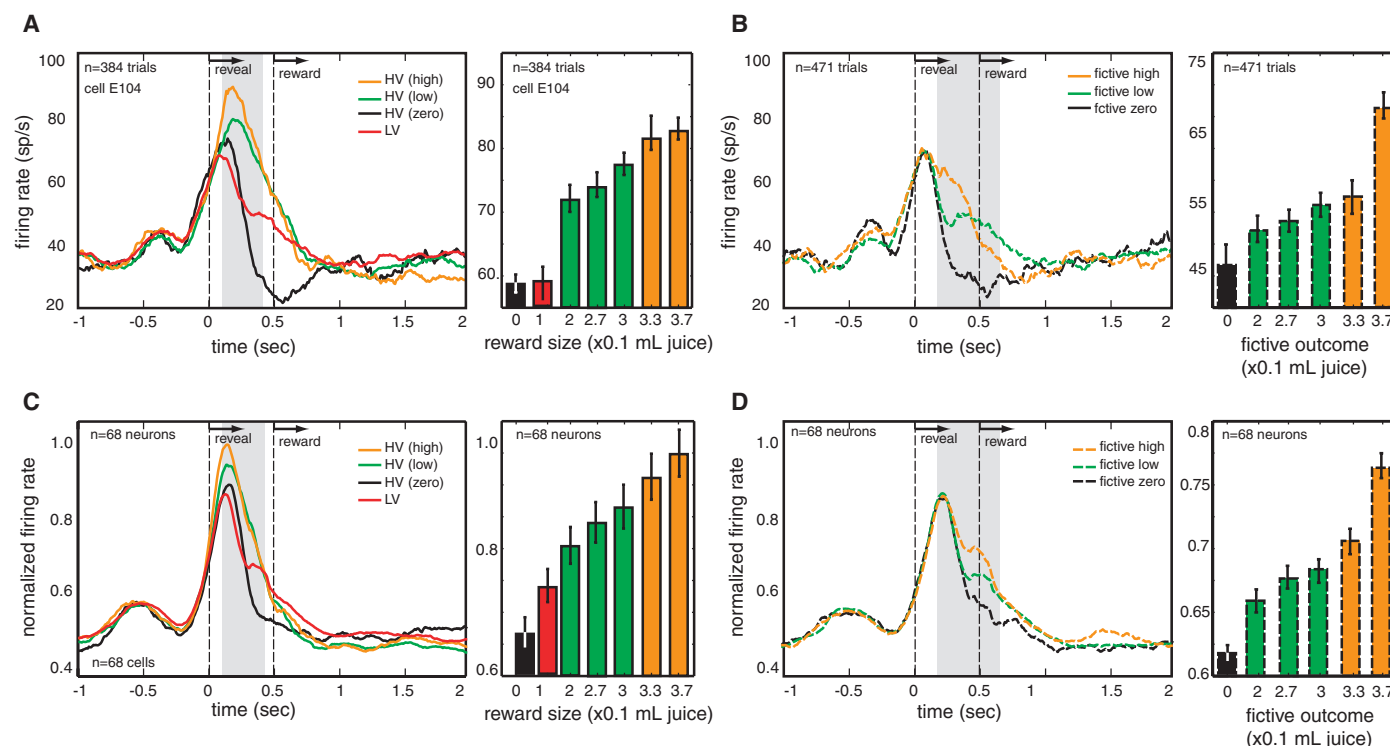 A
n=384 trials
cell E104
reveal
reward
HV (high)
HV (low)
HV (zero)
LV
firing rate (sp/s)
100
80
60
40
20
-1
-0.5
0
0.5
1
1.5
2
time (sec)
n=384 trials
cell E104
90
80
70
60
0
1
2
2.7
3
3.3
3.7
reward size (x0.1 mL juice)
B
n=471 trials
reveal
reward
fictive high
fictive low
fctive zero
firing rate (sp/s)
100
80
60
40
20
-1
-0.5
0
0.5
1
1.5
2
time (sec)
n=471 trials
75
65
55
45
0
2
2.7
3
3.3
3.7
fictive outcome
(x0.1 mL juice)
C
n=68 neurons
reveal
reward
HV (high)
HV (low)
HV (zero)
LV
normalized firing rate
1.0
0.8
0.6
0.4
n=68 cells
-1
-0.5
0
0.5
1
1.5
2
time (sec)
n=68 neurons
1.0
0.8
0.6
0
1
2
2.7
3
3.3
3.7
reward size (x0.1 mL juice)
D
n=68 neurons
reveal
reward
fictive high
fictive low
fictive zero
normalized firing rate
1.0
0.8
0.6
0.4
-1
-0.5
0
0.5
1
1.5
2
time (sec)
n=68 neurons
0.8
0.75
0.7
0.65
0.6
0
2
2.7
3
3.3
3.7
fictive outcome
(x0.1 mL juice)